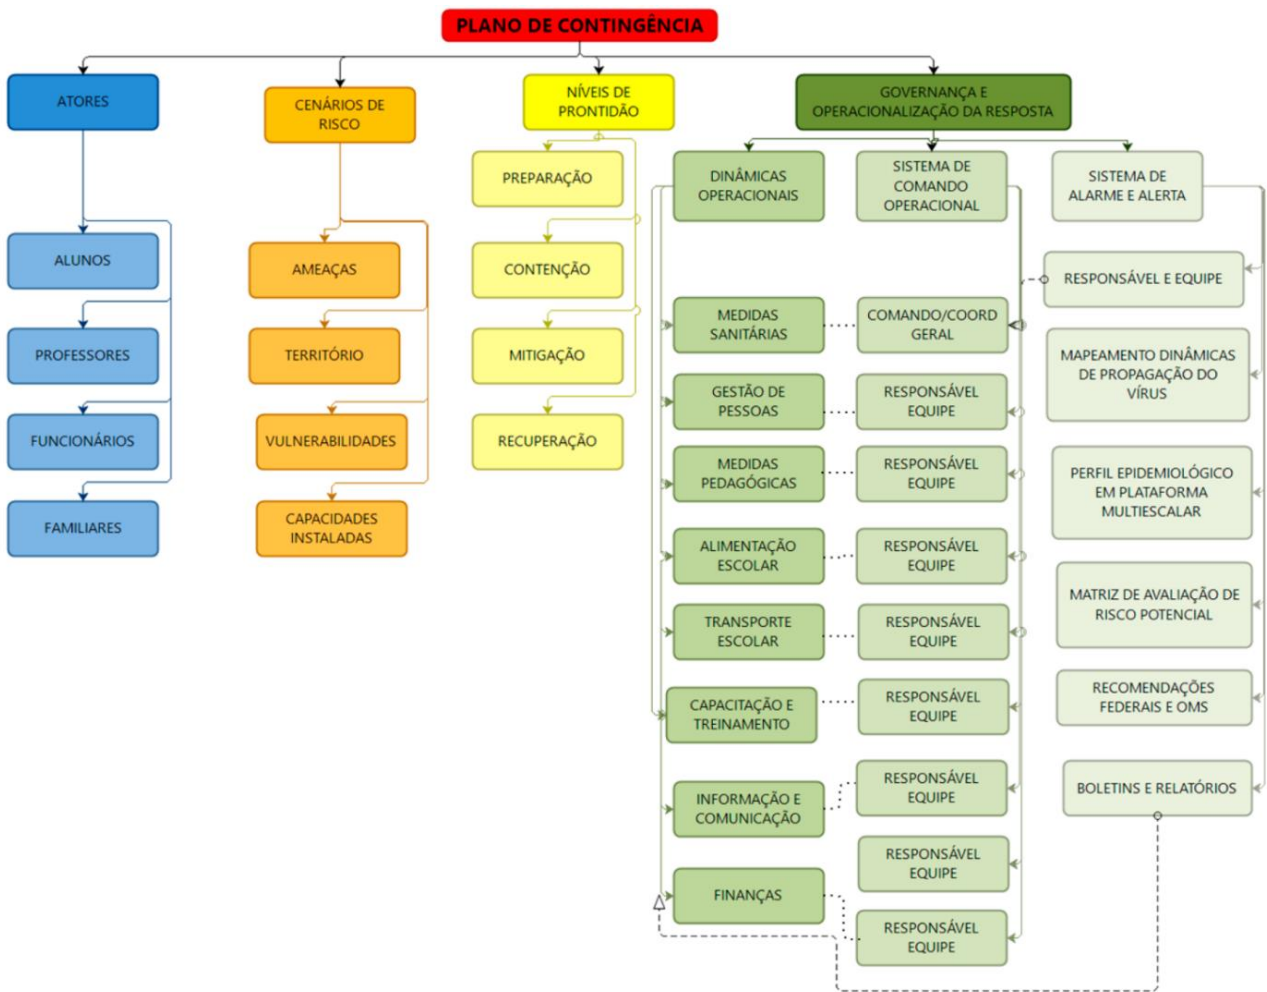 PLANO DE CONTINGÊNCIA
ATORES
ALUNOS
PROFESSORES
FUNCIONÁRIOS
FAMILIARES
CENÁRIOS DE
RISCO
AMEAÇAS
TERRITÓRIO
VULNERABILIDADES
CAPACIDADES
INSTALADAS
NÍVEIS DE
PRONTIDÃO
PREPARAÇÃO
CONTENÇÃO
MITIGAÇÃO
RECUPERAÇÃO
GOVERNANÇA E
OPERACIONALIZAÇÃO DA RESPOSTA
DINÂMICAS
OPERACIONAIS
MEDIDAS
SANITÁRIAS
GESTÃO DE
PESSOAS
MEDIDAS
PEDAGÓGICAS
ALIMENTAÇÃO
ESCOLAR
TRANSPORTE
ESCOLAR
CAPACITAÇÃO E
TREINAMENTO
INFORMAÇÃO E
COMUNICAÇÃO
FINANÇAS
SISTEMA DE
COMANDO
OPERACIONAL
COMANDO/COORD
GERAL
RESPONSÁVEL
EQUIPE
RESPONSÁVEL
EQUIPE
RESPONSÁVEL
EQUIPE
RESPONSÁVEL
EQUIPE
RESPONSÁVEL
EQUIPE
RESPONSÁVEL
EQUIPE
RESPONSÁVEL
EQUIPE
RESPONSÁVEL
EQUIPE
SISTEMA DE
ALARME E ALERTA
RESPONSÁVEL E EQUIPE
MAPEAMENTO DINÂMICAS
DE PROPAGAÇÃO DO
VÍRUS
PERFIL EPIDEMIOLÓGICO
EM PLATAFORMA
MULTIESCALAR
MATRIZ DE AVALIAÇÃO DE
RISCO POTENCIAL
RECOMENDAÇÕES
FEDERAIS E OMS
BOLETINS E RELATÓRIOS